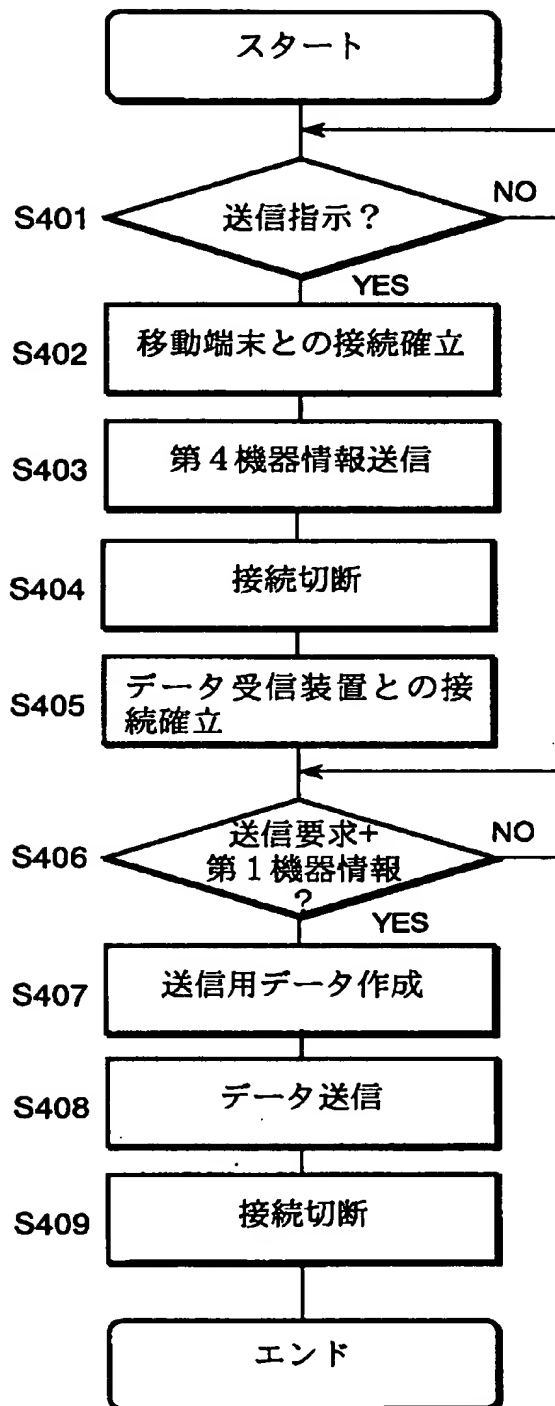 スタート
S401
送信指示？
NO
YES
S402
移動端末との接続確立
S403
第４機器情報送信
S404
接続切断
S405
データ受信装置との接
続確立
S406
送信要求+
第１機器情報
？
NO
YES
S407
送信用データ作成
S408
データ送信
S409
接続切断
エンド